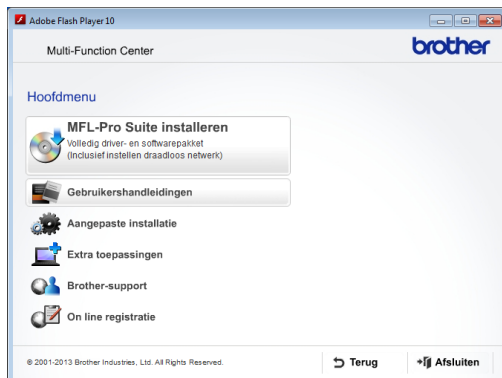 Adobe Flash Player 10
Multi-Function Center
brother
Hoofdmenu
MFL-Pro Suite installeren
Volledig driver- en softwarepakket
(Inclusief instellen draadloos netwerk)
Gebruikershandleidingen
Aangepaste installatie
Extra toepassingen
Brother-support
On line registratie
© 2001-2013 Brother Industries, Ltd. All Rights Reserved.
Terug
Afsluiten